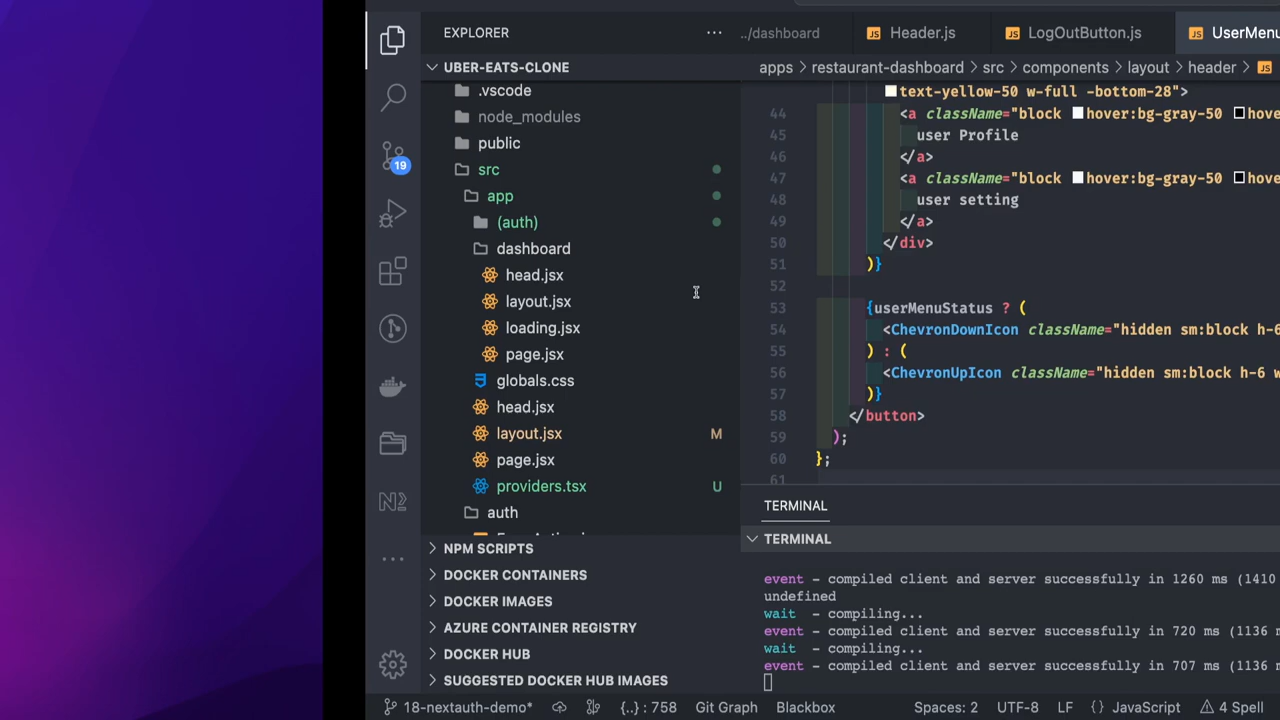 EXPLORER
UBER-EATS-CLONE
.vscode
node_modules
public
src
app
(auth)
dashboard
head.jsx
layout.jsx
loading.jsx
page.jsx
globals.css
head.jsx
layout.jsx M
page.jsx
providers.tsx U
auth
NPM SCRIPTS
DOCKER CONTAINERS
DOCKER IMAGES
AZURE CONTAINER REGISTRY
DOCKER HUB
SUGGESTED DOCKER HUB IMAGES
19
../dashboard JS Header.js JS LogOutButton.js JS UserMenu
apps > restaurant-dashboard > src > components > layout > header > JS
text-yellow-50 w-full -bottom-28">
44 <a className="block hover:bg-gray-50 hove
45 user Profile
46 </a>
47 <a className="block hover:bg-gray-50 hove
48 user setting
49 </a>
50 </div>
51 )}
52
53 {userMenuStatus ? (
54 <ChevronDownIcon className="hidden sm:block h-6
55 ) : (
56 <ChevronUpIcon className="hidden sm:block h-6 w
57 )}
58 </button>
59 );
60 };
61
TERMINAL
TERMINAL
event - compiled client and server successfully in 1260 ms (1410
undefined
wait - compiling...
event - compiled client and server successfully in 720 ms (1136 m
wait - compiling...
event - compiled client and server successfully in 707 ms (1136 m
18-nextauth-demo* {..} : 758 Git Graph Blackbox Spaces: 2 UTF-8 LF {} JavaScript 4 Spell